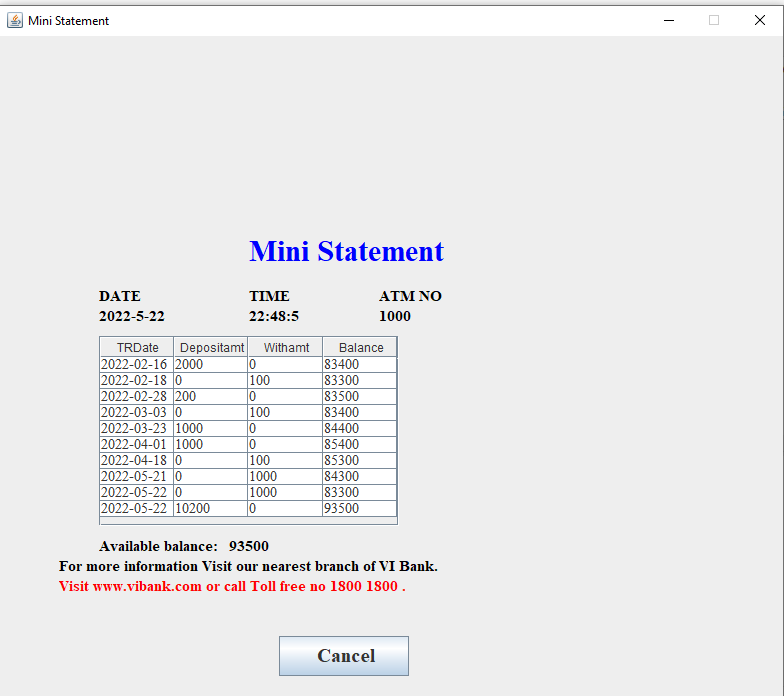 Mini Statement
Mini Statement
DATE TIME ATM NO
2022-5-22 22:48:5 1000
TRDate Depositamt Withamt Balance
2022-02-16 2000 0 83400
2022-02-18 0 100 83300
2022-02-28 200 0 83500
2022-03-03 0 100 83400
2022-03-23 1000 0 84400
2022-04-01 1000 0 85400
2022-04-18 0 100 85300
2022-05-21 0 1000 84300
2022-05-22 0 1000 83300
2022-05-22 10200 0 93500
Available balance: 93500
For more information Visit our nearest branch of VI Bank.
Visit www.vibank.com or call Toll free no 1800 1800 .
Cancel